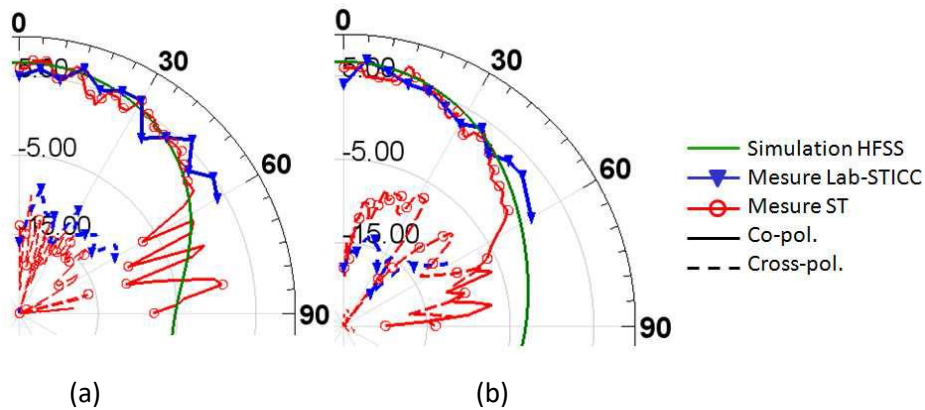 0
5.00
30
-5.00
60
15.00
90
(a)
0
5.00
30
-5.00
60
15.00
90
(b)
Simulation HFSS
Mesure Lab-STICC
Mesure ST
Co-pol.
Cross-pol.